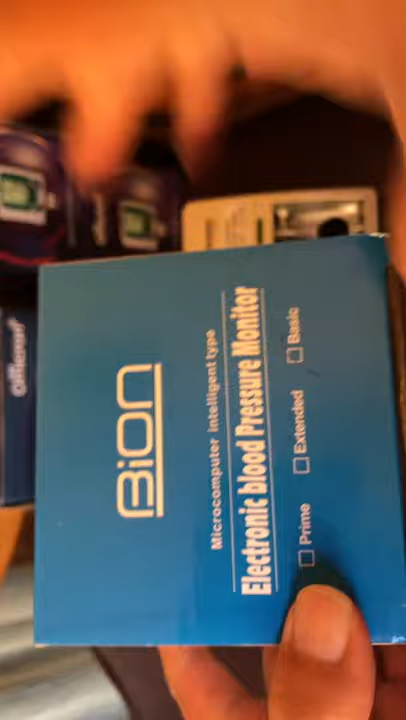 BiON
Microcomputer intelligent type
Electronic blood Pressure Monitor
Prime
Extended
Basic